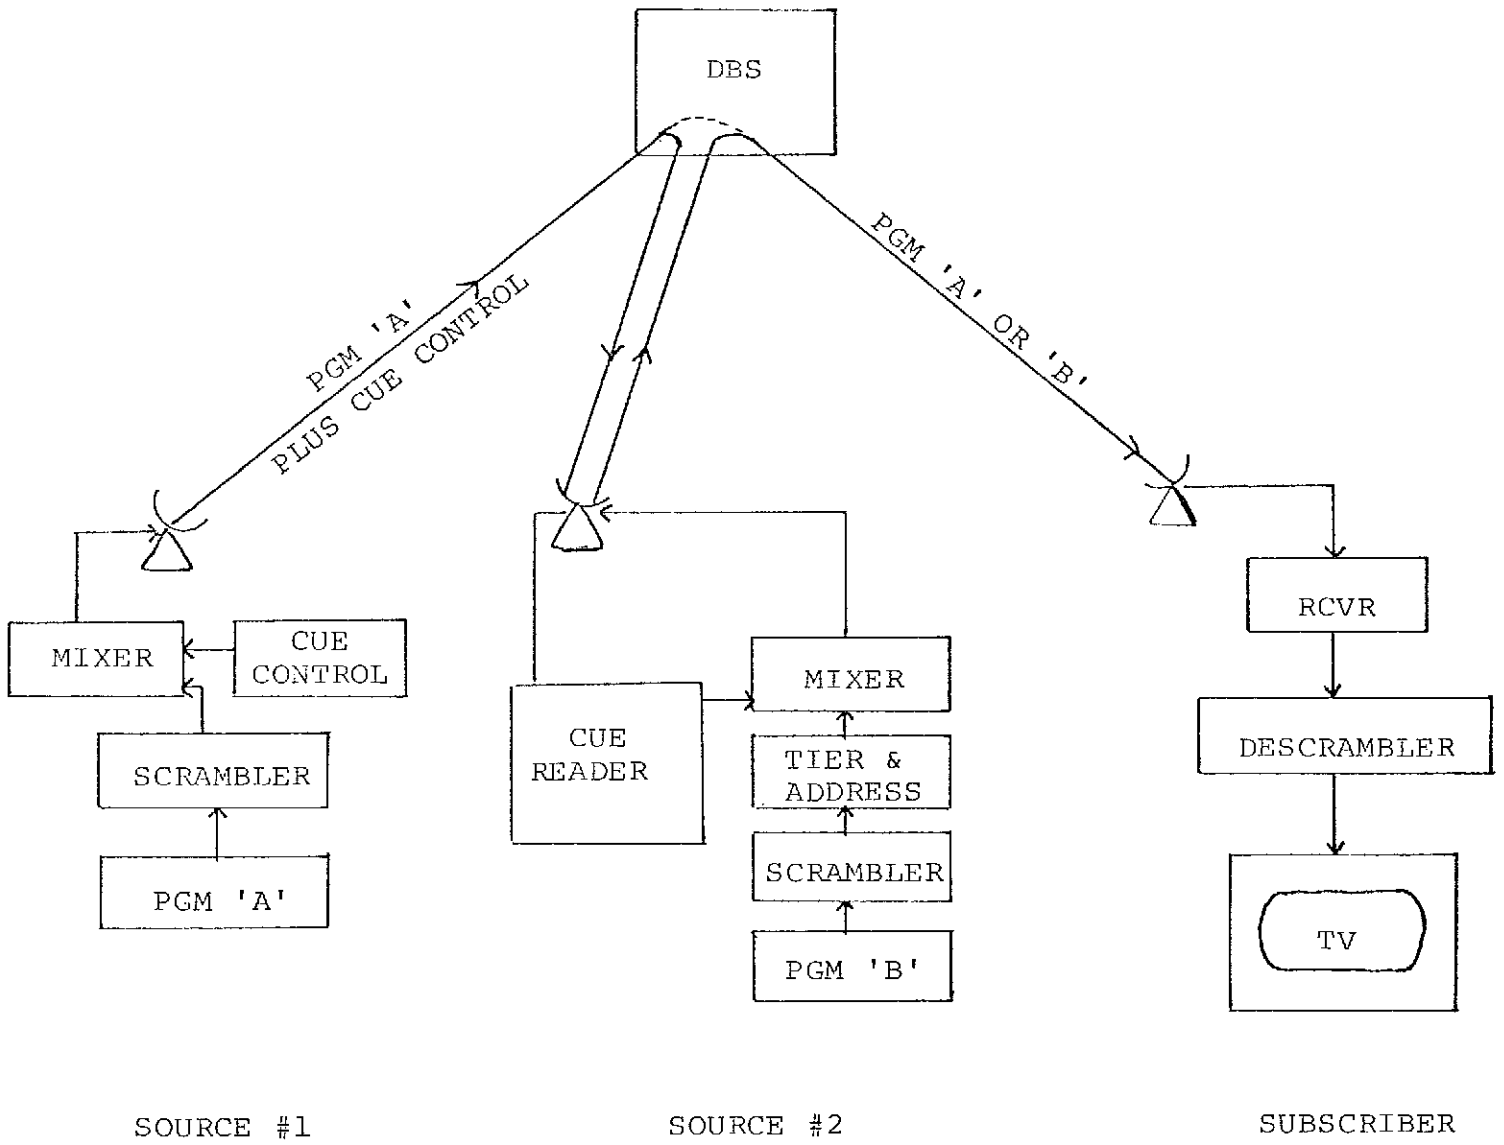 DBS
PGM 'A'
PLUS CUE CONTROL
PGM 'A' OR 'B'
MIXER
CUE
CONTROL
SCRAMBLER
PGM 'A'
CUE
READER
MIXER
TIER &
ADDRESS
SCRAMBLER
PGM 'B'
RCVR
DESCRAMBLER
TV
SOURCE #1
SOURCE #2
SUBSCRIBER